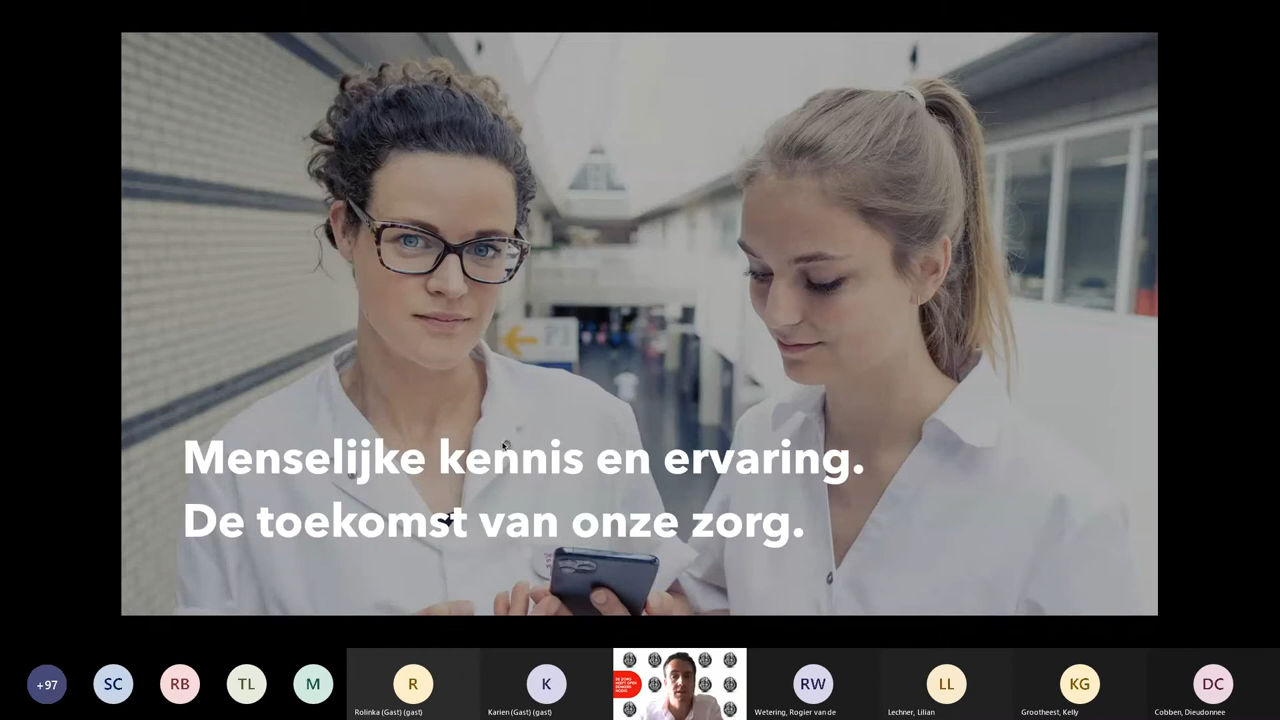 Menselijke kennis en ervaring.
De toekomst van onze zorg.
+97
SC
RB
TL
M
R
K
RW
LL
KG
DC
Rolinka (Gast) (gast)
Karien (Gast) (gast)
Wetering, Rogier van de
Lechner, Lilian
Grootheest, Kelly
Cobben, Dieudonnee